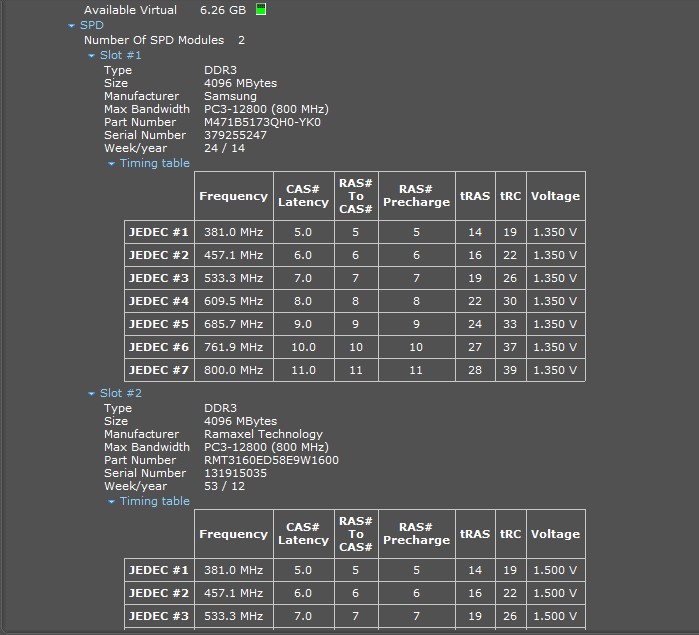 Available Virtual 6.26 GB
SPD
Number Of SPD Modules 2
Slot #1
Type DDR3
Size 4096 MBytes
Manufacturer Samsung
Max Bandwidth PC3-12800 (800 MHz)
Part Number M471B5173QH0-YK0
Serial Number 379255247
Week/year 24 / 14
Timing table
Frequency CAS# Latency RAS# To CAS# RAS# Precharge tRAS tRC Voltage
JEDEC #1 381.0 MHz 5.0 5 5 14 19 1.350 V
JEDEC #2 457.1 MHz 6.0 6 6 16 22 1.350 V
JEDEC #3 533.3 MHz 7.0 7 7 19 26 1.350 V
JEDEC #4 609.5 MHz 8.0 8 8 22 30 1.350 V
JEDEC #5 685.7 MHz 9.0 9 9 24 33 1.350 V
JEDEC #6 761.9 MHz 10.0 10 10 27 37 1.350 V
JEDEC #7 800.0 MHz 11.0 11 11 28 39 1.350 V
Slot #2
Type DDR3
Size 4096 MBytes
Manufacturer Ramaxel Technology
Max Bandwidth PC3-12800 (800 MHz)
Part Number RMT3160ED58E9W1600
Serial Number 131915035
Week/year 53 / 12
Timing table
Frequency CAS# Latency RAS# To CAS# RAS# Precharge tRAS tRC Voltage
JEDEC #1 381.0 MHz 5.0 5 5 14 19 1.500 V
JEDEC #2 457.1 MHz 6.0 6 6 16 22 1.500 V
JEDEC #3 533.3 MHz 7.0 7 7 19 26 1.500 V